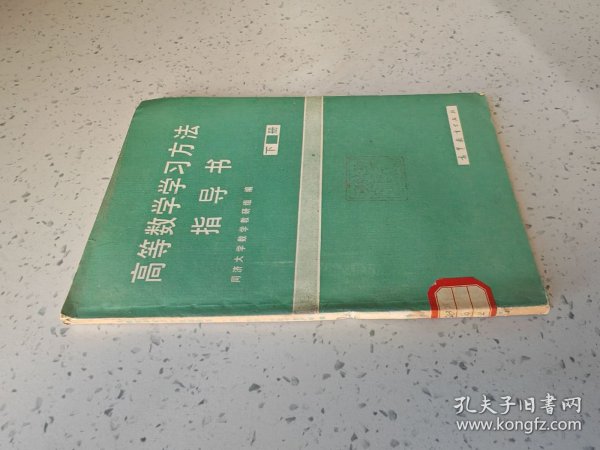 高等数学学习方法
指导书
下册
同济大学数学教研组 编
高等教育出版社
孔夫子旧书网
www.kongfz.com